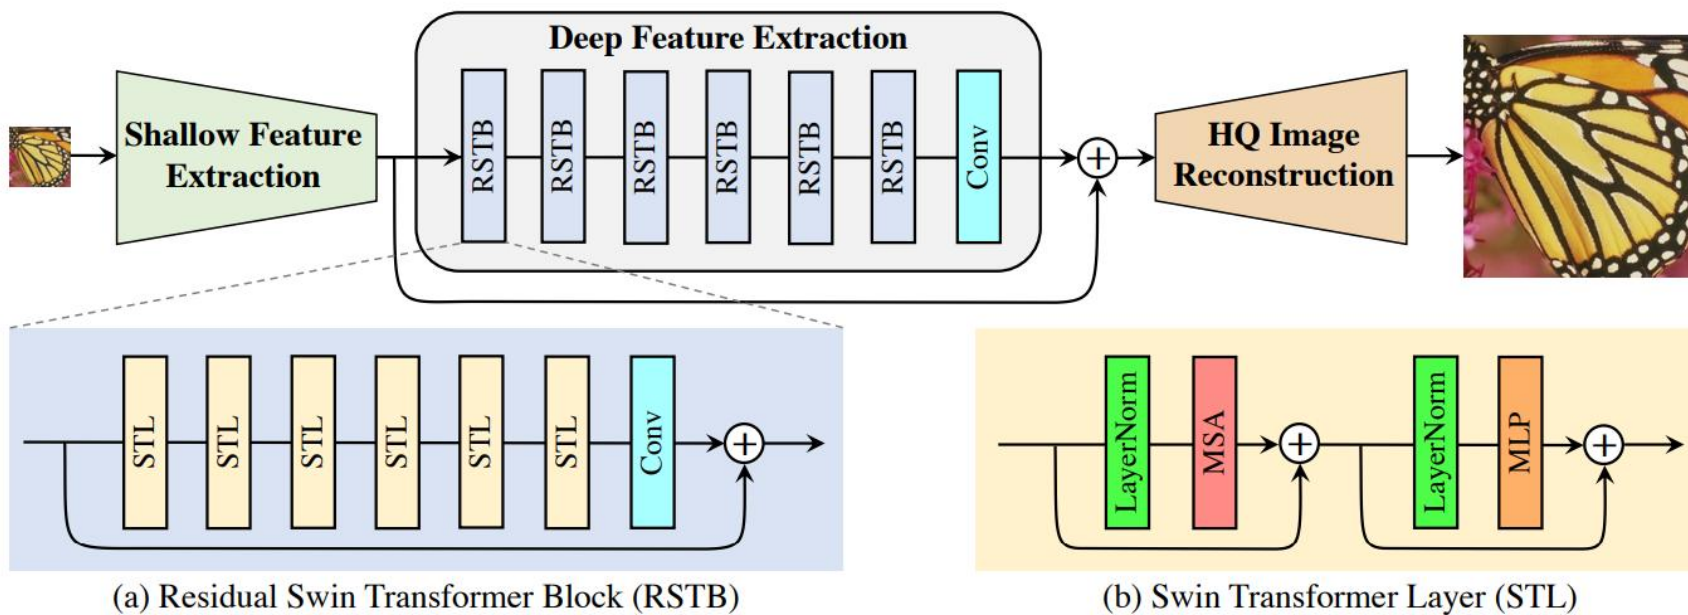 Deep Feature Extraction
Shallow Feature
Extraction
RSTB
RSTB
RSTB
RSTB
RSTB
RSTB
Conv
+
HQ Image
Reconstruction
STL
STL
STL
STL
STL
STL
Conv
+
(a) Residual Swin Transformer Block (RSTB)
LayerNorm
MSA
+
LayerNorm
MLP
+
(b) Swin Transformer Layer (STL)